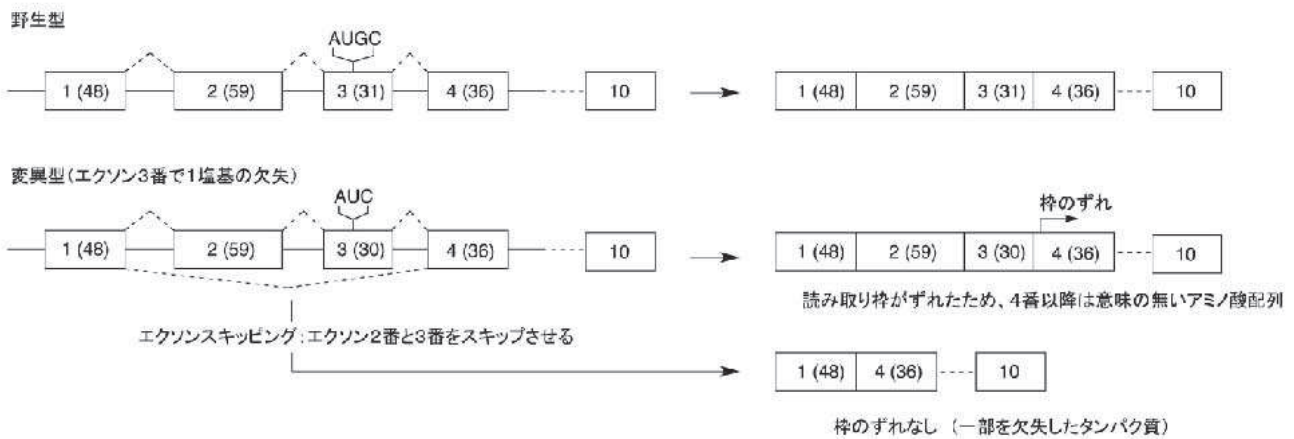 野生型
AUGC
1 (48) 2 (59) 3 (31) 4 (36) 10 1 (48) 2 (59) 3 (31) 4 (36) 10
変異型(エクソン3番で1塩基の欠失)
AUC
枠のずれ
1 (48) 2 (59) 3 (30) 4 (36) 10 1 (48) 2 (59) 3 (30) 4 (36) 10
読み取り枠がずれたため、4番以降は意味の無いアミノ酸配列
エクソンスキッピング:エクソン2番と3番をスキップさせる
1 (48) 4 (36) 10
枠のずれなし (一部を欠失したタンパク質)